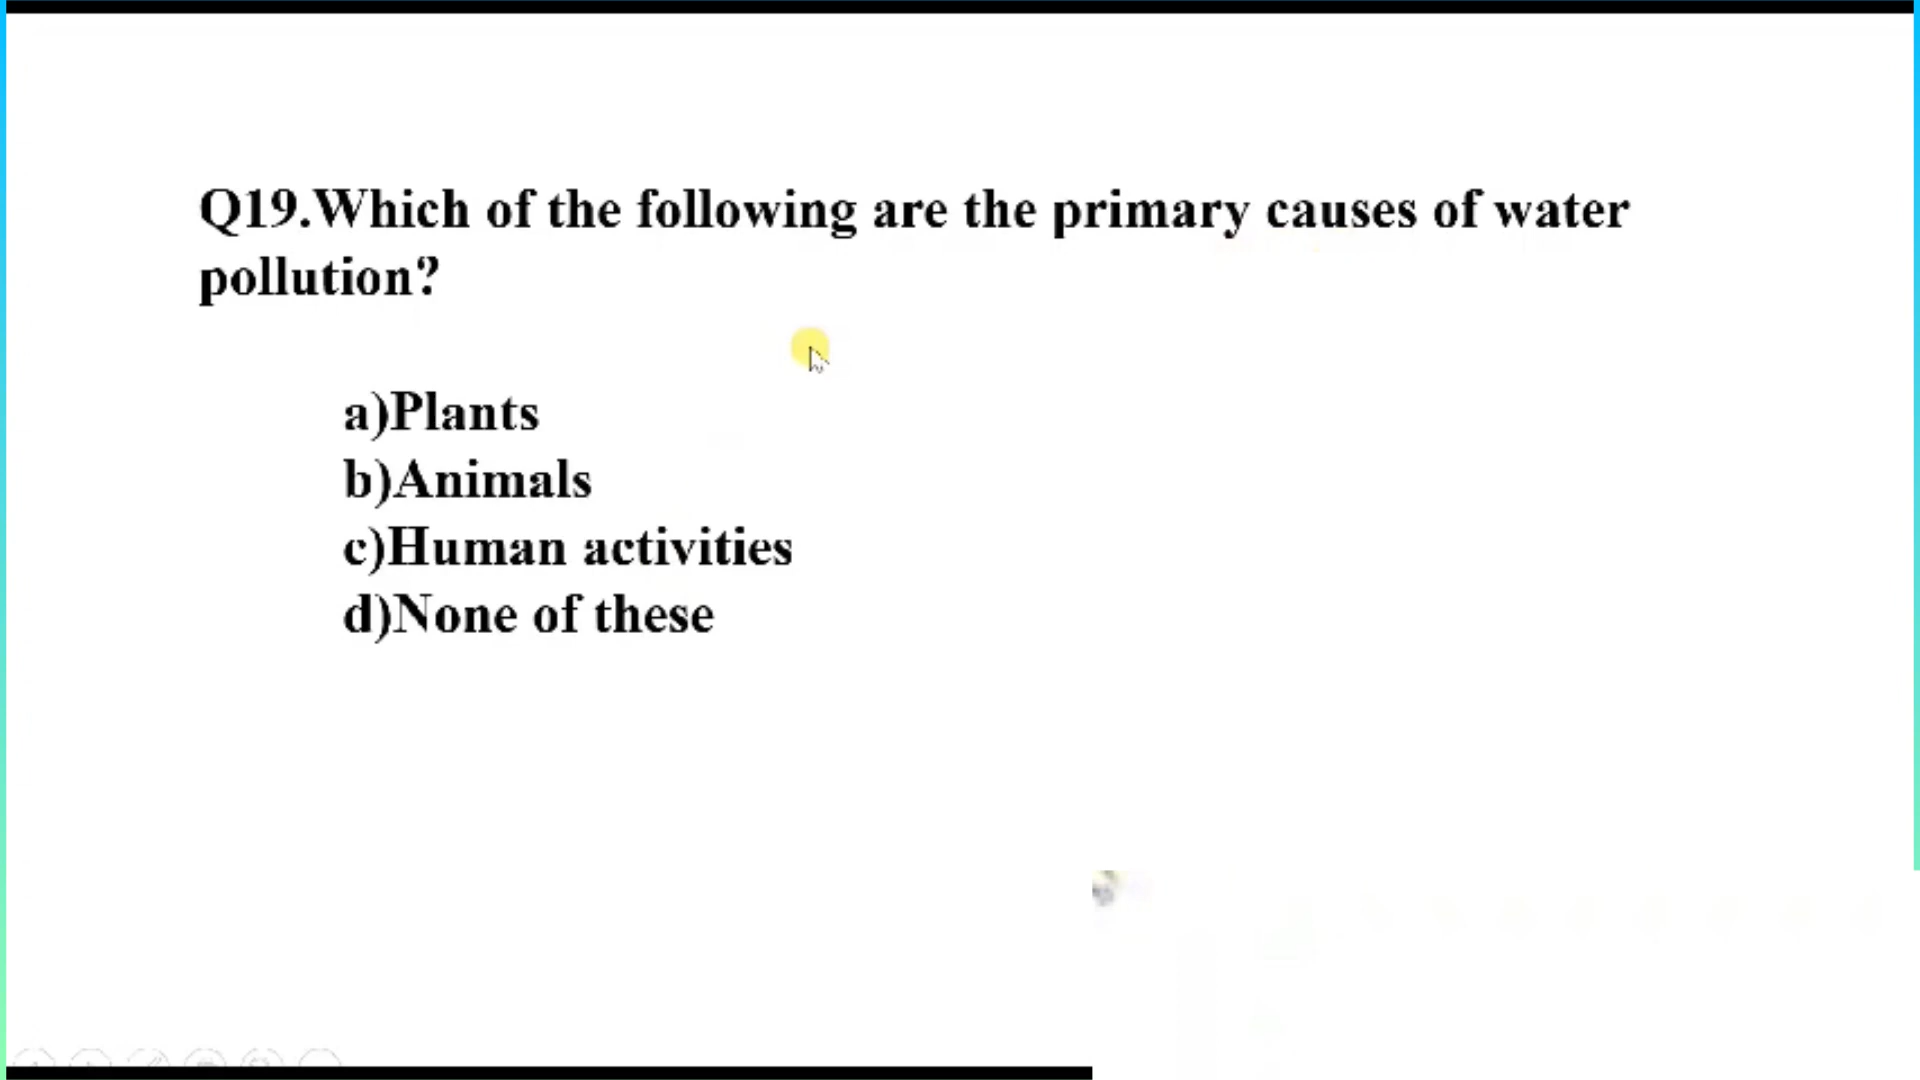 Q19.Which of the following are the primary causes of water
pollution?
a)Plants
b)Animals
c)Human activities
d)None of these